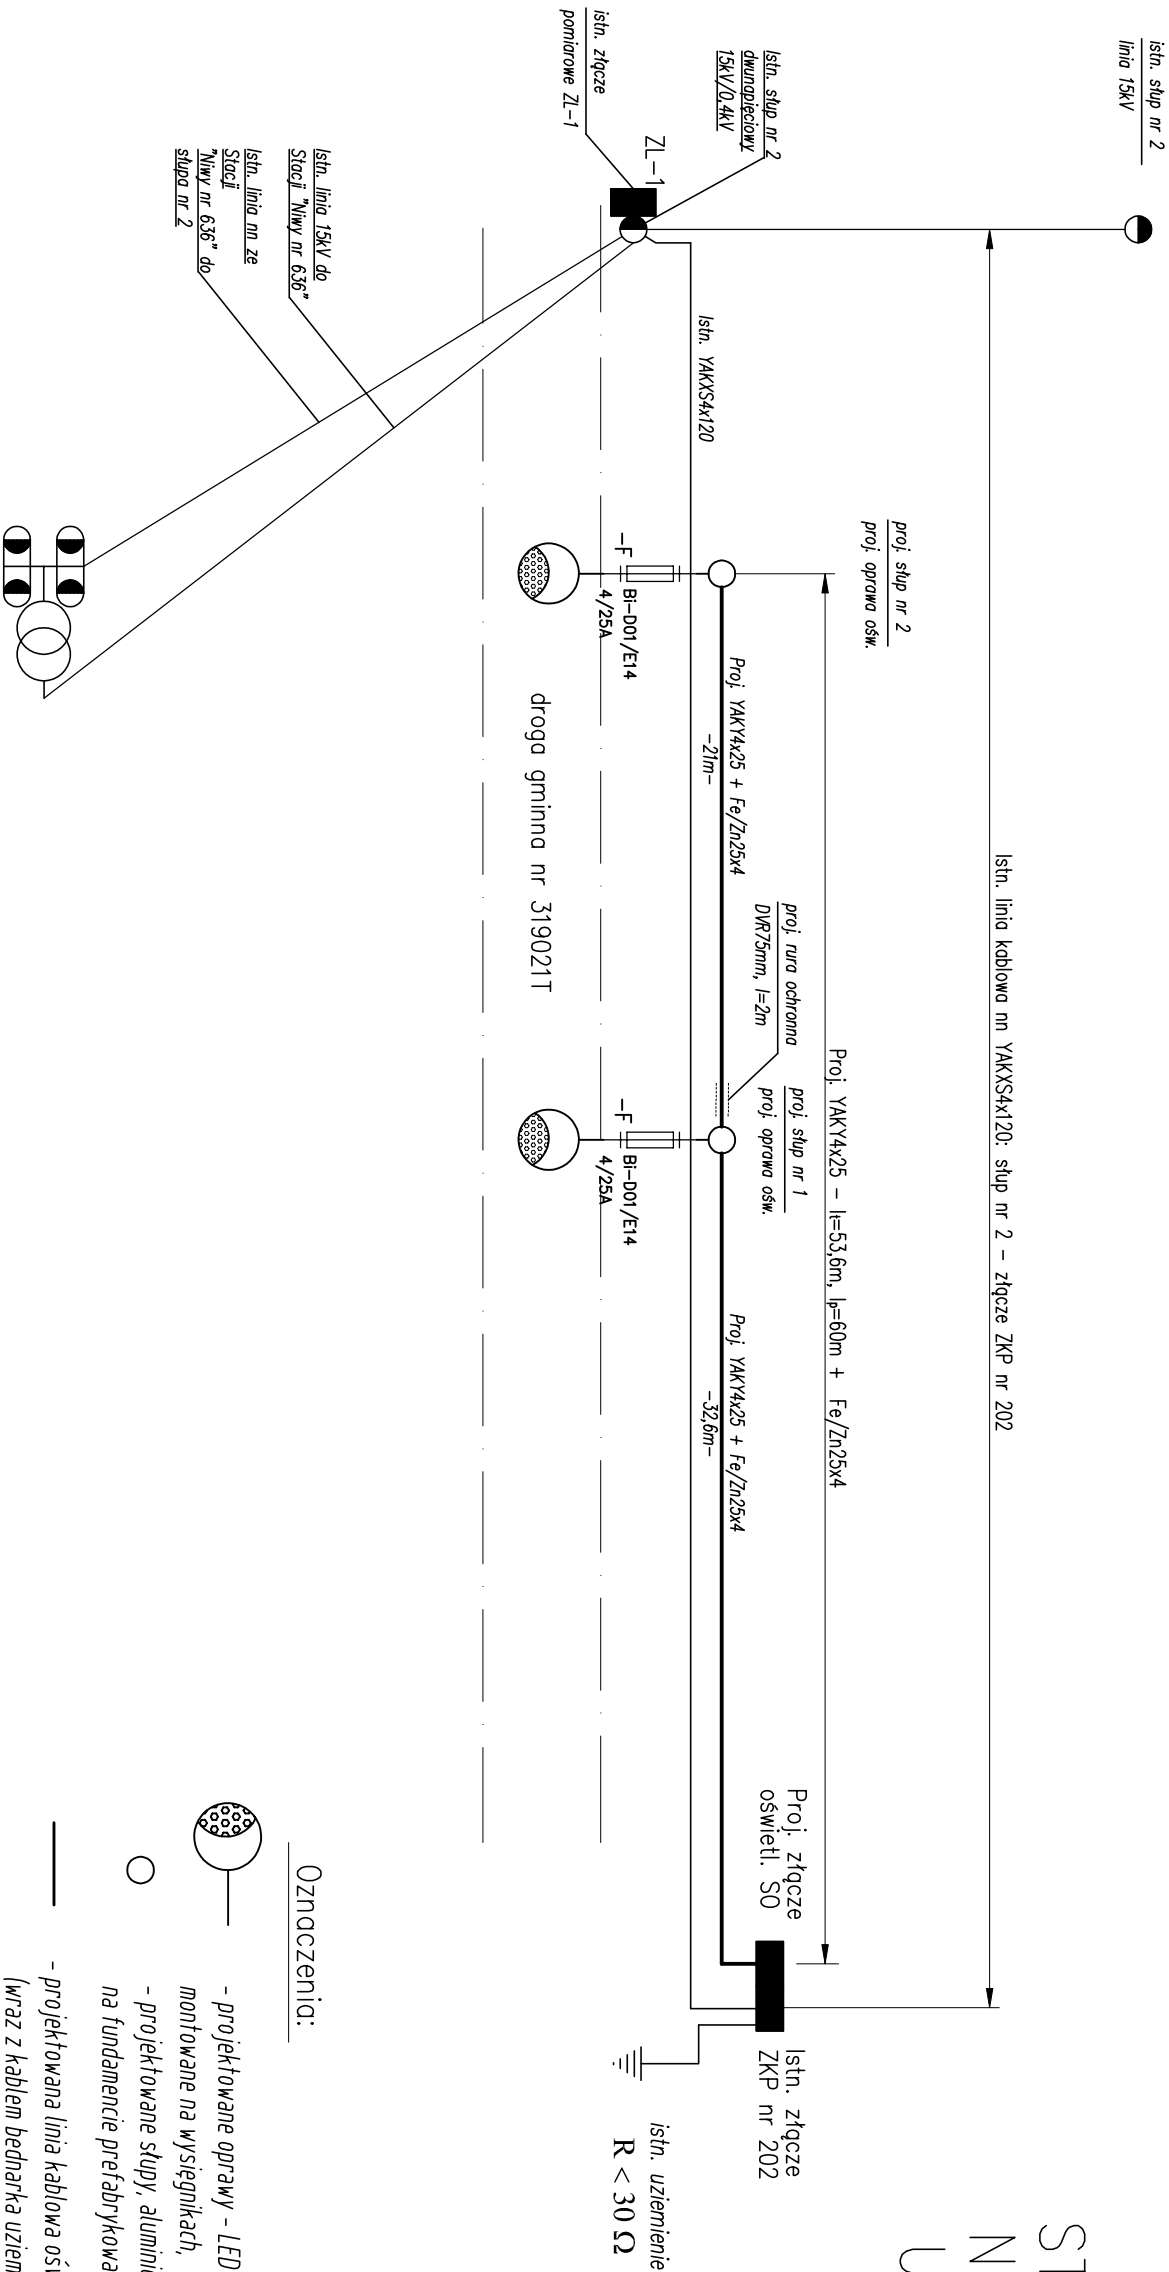 istn. słup nr 2
linia 15kV
Istn. słup nr 2
dwunapięciowy
15kV/0,4kV
ZL-1
istn. złącze
pomiarowe ZL-1
Istn. linia 15kV do
Stacji "Niwy nr 636"
Istn. linia nn ze
Stacji
"Niwy nr 636" do
słupa nr 2
Istn. YAKXS4x120
Istn. linia kablowa nn YAKXS4x120: słup nr 2 - złącze ZKP nr 202
proj. słup nr 2
proj. oprawa ośw.
Proj. YAKY4x25 - lt=53,6m, lp=60m + Fe/Zn25x4
Proj. YAKY4x25 + Fe/Zn25x4
-21m-
proj. rura ochronna
DVR75mm, l=2m
proj. słup nr 1
proj. oprawa ośw.
Proj. YAKY4x25 + Fe/Zn25x4
-32,6m-
-F
Bi-D01/E14
4/25A
-F
Bi-D01/E14
4/25A
droga gminna nr 319021T
Proj. złącze
oświetl. SO
Istn. złącze
ZKP nr 202
istn. uziemienie
R < 30 Ω
Oznaczenia:
- projektowane oprawy - LED
montowane na wysięgnikach,
- projektowane słupy, alumini
na fundamencie prefabrykowa
- projektowana linia kablowa ośw
(wraz z kablem bednarka uziem
N
U